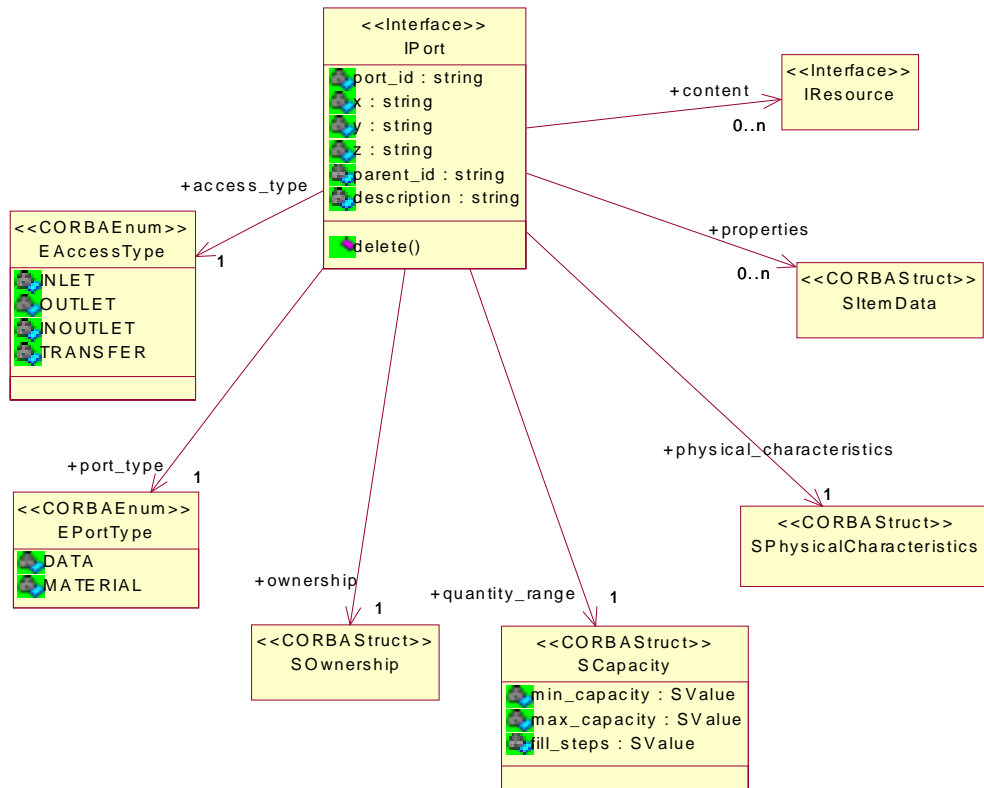 <<Interface>>
IPort
port_id : string
x : string
y : string
z : string
parent_id : string
description : string
delete()
+content
0..n
<<Interface>>
IResource
+access_type
1
<<CORBAEnum>>
EAccessType
INLET
OUTLET
INOUTLET
TRANSFER
+properties
0..n
<<CORBAStruct>>
SItemData
+port_type
1
<<CORBAEnum>>
EPortType
DATA
MATERIAL
+physical_characteristics
1
<<CORBAStruct>>
SPhysicalCharacteristics
+ownership
1
<<CORBAStruct>>
SOwnership
+quantity_range
1
<<CORBAStruct>>
SCapacity
min_capacity : SValue
max_capacity : SValue
fill_steps : SValue